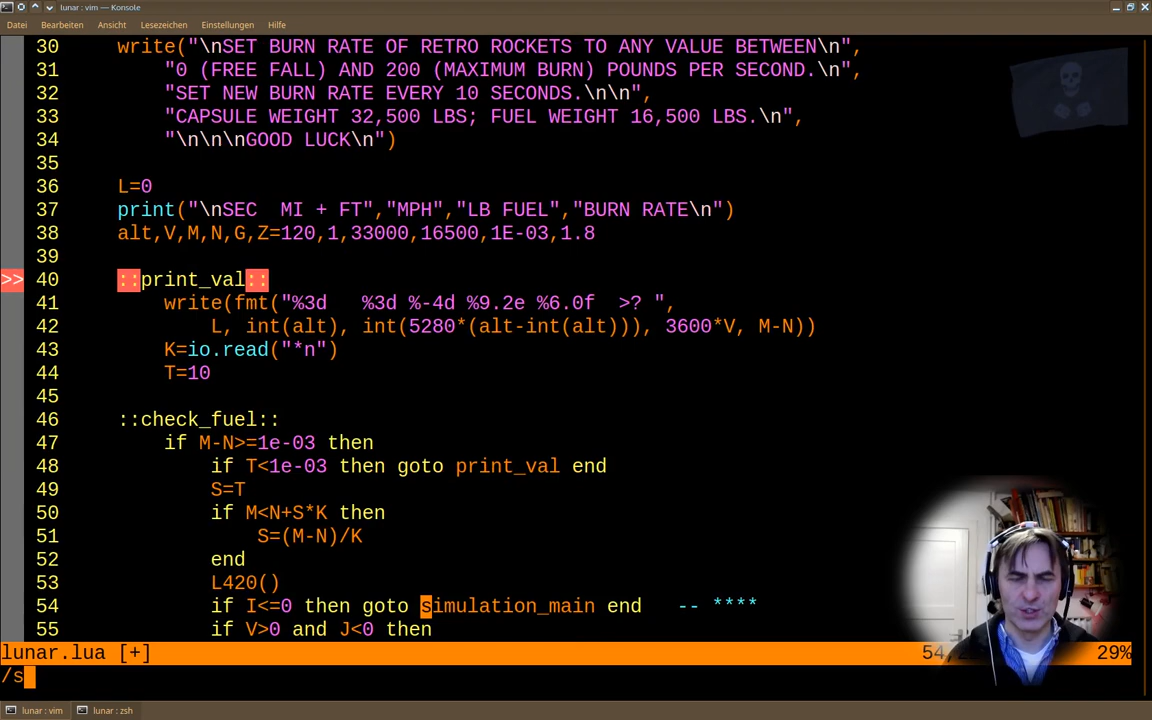 lunar : vim — Konsole
Datei Bearbeiten Ansicht Lesezeichen Einstellungen Hilfe
30 write("\nSET BURN RATE OF RETRO ROCKETS TO ANY VALUE BETWEEN\n",
31 "0 (FREE FALL) AND 200 (MAXIMUM BURN) POUNDS PER SECOND.\n",
32 "SET NEW BURN RATE EVERY 10 SECONDS.\n\n",
33 "CAPSULE WEIGHT 32,500 LBS; FUEL WEIGHT 16,500 LBS.\n",
34 "\n\n\nGOOD LUCK\n")
35
36 L=0
37 print("\nSEC  MI + FT","MPH","LB FUEL","BURN RATE\n")
38 alt,V,M,N,G,Z=120,1,33000,16500,1E-03,1.8
39
>> 40 ::print_val::
41 write(fmt("%3d   %3d %-4d %9.2e %6.0f  >? ",
42 L, int(alt), int(5280*(alt-int(alt))), 3600*V, M-N))
43 K=io.read("*n")
44 T=10
45
46 ::check_fuel::
47 if M-N>=1e-03 then
48 if T<1e-03 then goto print_val end
49 S=T
50 if M<N+S*K then
51 S=(M-N)/K
52 end
53 L420()
54 if I<=0 then goto simulation_main end   -- ****
55 if V>0 and J<0 then
lunar.lua [+] 54, 29%
/s
lunar : vim lunar : zsh